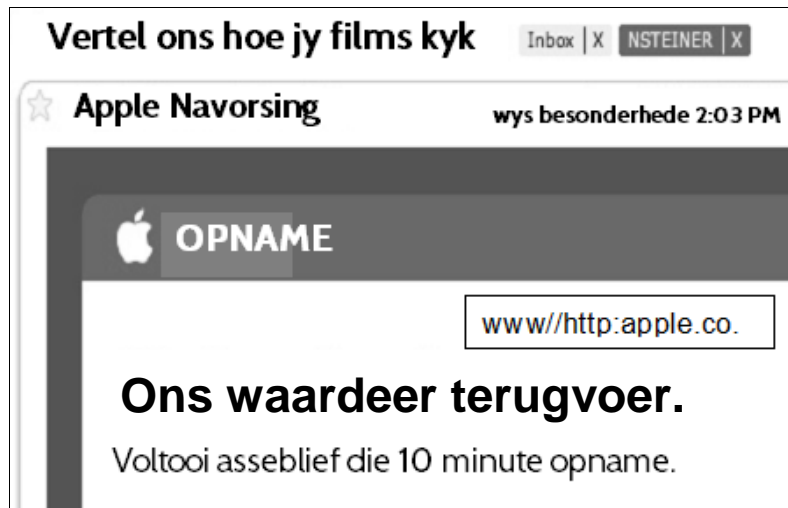 Vertel ons hoe jy films kyk Inbox | X NSTEINER | X
Apple Navorsing wys besonderhede 2:03 PM
OPNAME
www//http:apple.co.
Ons waardeer terugvoer.
Voltooi asseblief die 10 minute opname.